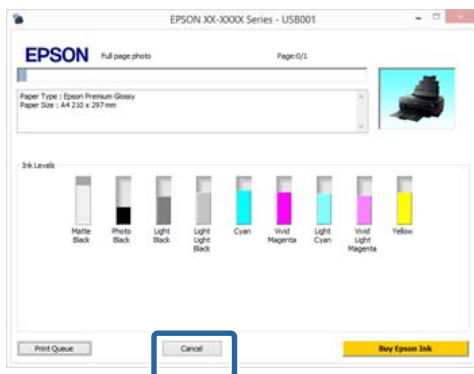 EPSON XX-XXXX Series - USB001
EPSON
Full page photo
Page:0/1
Paper Type : Epson Premium Glossy
Paper Size : A4 210 x 297 mm
Ink Levels
Matte Black
Photo Black
Light Black
Light Light Black
Cyan
Vivid Magenta
Light Cyan
Vivid Light Magenta
Yellow
Print Queue
Cancel
Buy Epson Ink